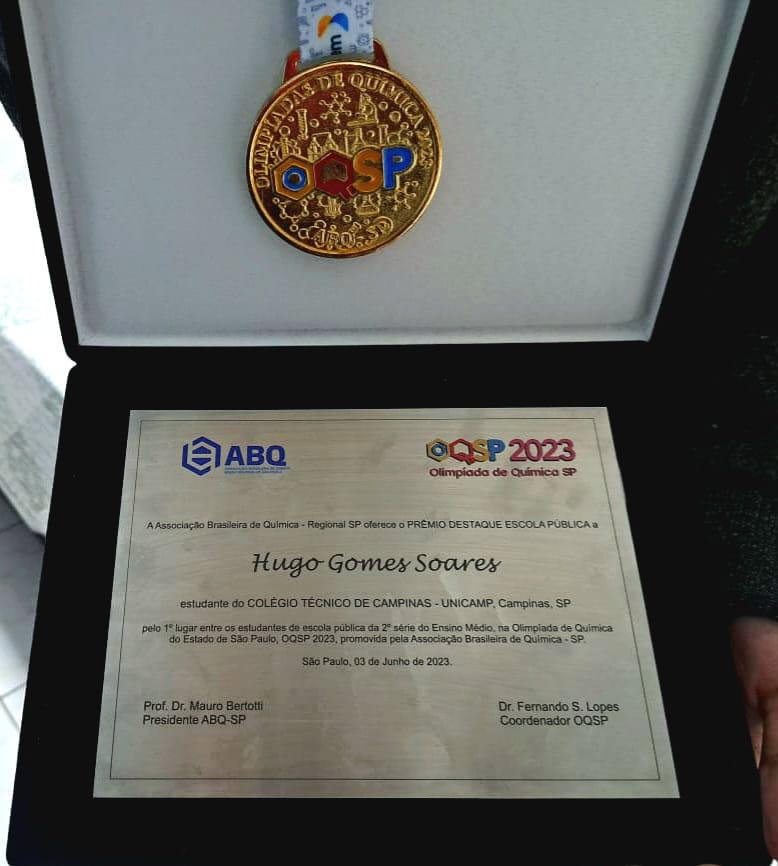 em
OLIMPÍADAS DE QUÍMICA 2023
OQSP
ABQ - SP
ABQ
OQSP 2023
Olimpíada de Química SP
A Associação Brasileira de Química - Regional SP oferece o PRÊMIO DESTAQUE ESCOLA PÚBLICA a
Hugo Gomes Soares
estudante do COLÉGIO TÉCNICO DE CAMPINAS - UNICAMP, Campinas, SP
pelo 1º lugar entre os estudantes de escola pública da 2ª série do Ensino Médio, na Olimpíada de Química
do Estado de São Paulo, OQSP 2023, promovida pela Associação Brasileira de Química - SP.
São Paulo, 03 de Junho de 2023.
Prof. Dr. Mauro Bertotti
Presidente ABQ-SP
Dr. Fernando S. Lopes
Coordenador OQSP